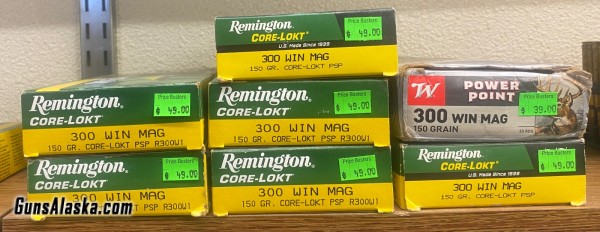 Remington
CORE-LOKT
U.S. Made Since 1939
300 WIN MAG
150 GR. CORE-LOKT PSP
Price Busters
$ 49.00
Remington
CORE-LOKT
300 WIN MAG
150 GR. CORE-LOKT PSP R300W1
Price Busters
$ 49.00
Remington
CORE-LOKT
300 WIN MAG
150 GR. CORE-LOKT PSP R300W1
Price Busters
$ 49.00
W
POWER
POINT
300 WIN MAG
150 GRAIN
$ 39.00
Remington
CORE-LOKT
300 WIN MAG
GR. CORE-LOKT PSP R300W1
Price Busters
$ 49.00
Remington
CORE-LOKT
300 WIN MAG
150 GR. CORE-LOKT PSP R300W1
Price Busters
$ 49.00
Remington
CORE-LOKT
U.S. Made Since 1939
300 WIN MAG
150 GR. CORE-LOKT PSP
Price Busters
$ 49.00
GunsAlaska.com